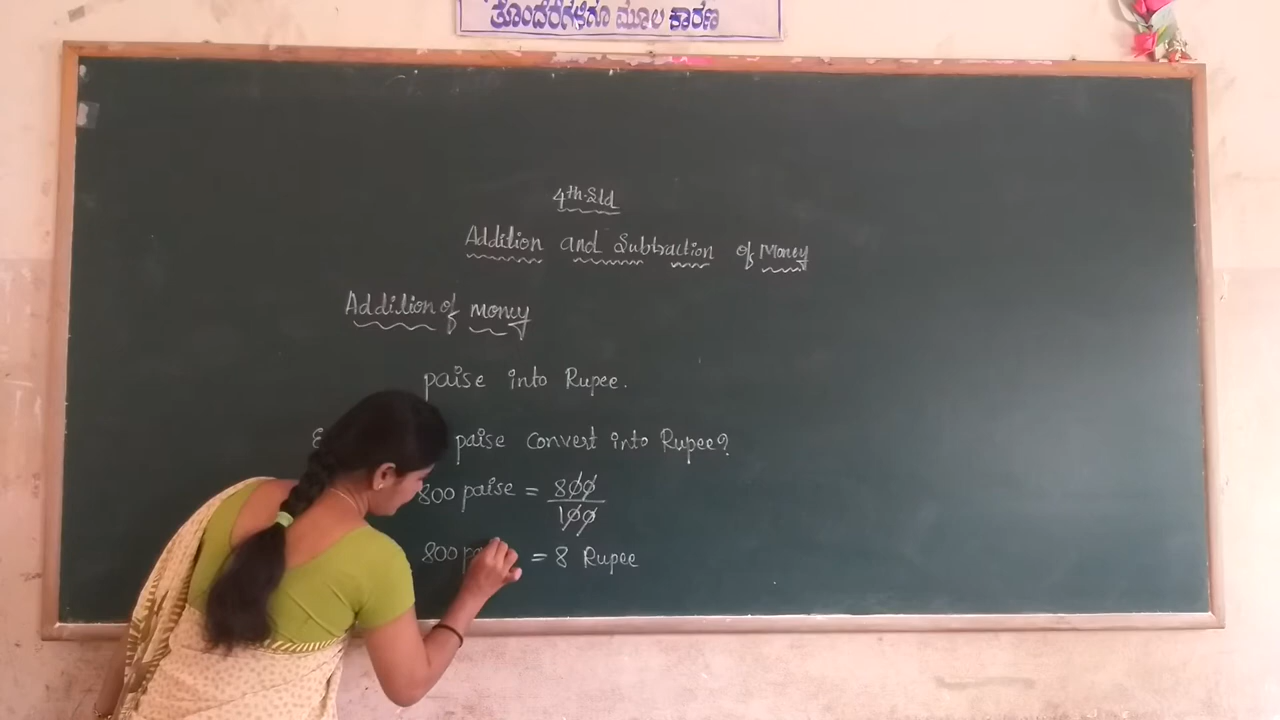 ತೊಂದರೆಗಳಿಗೂ ಮೂಲ ಕಾರಣ
4th Std
Addition and Subtraction of Money
Addition of money
paise into Rupee.
paise convert into Rupee?
800 paise = 800
100
800 = 8 Rupee